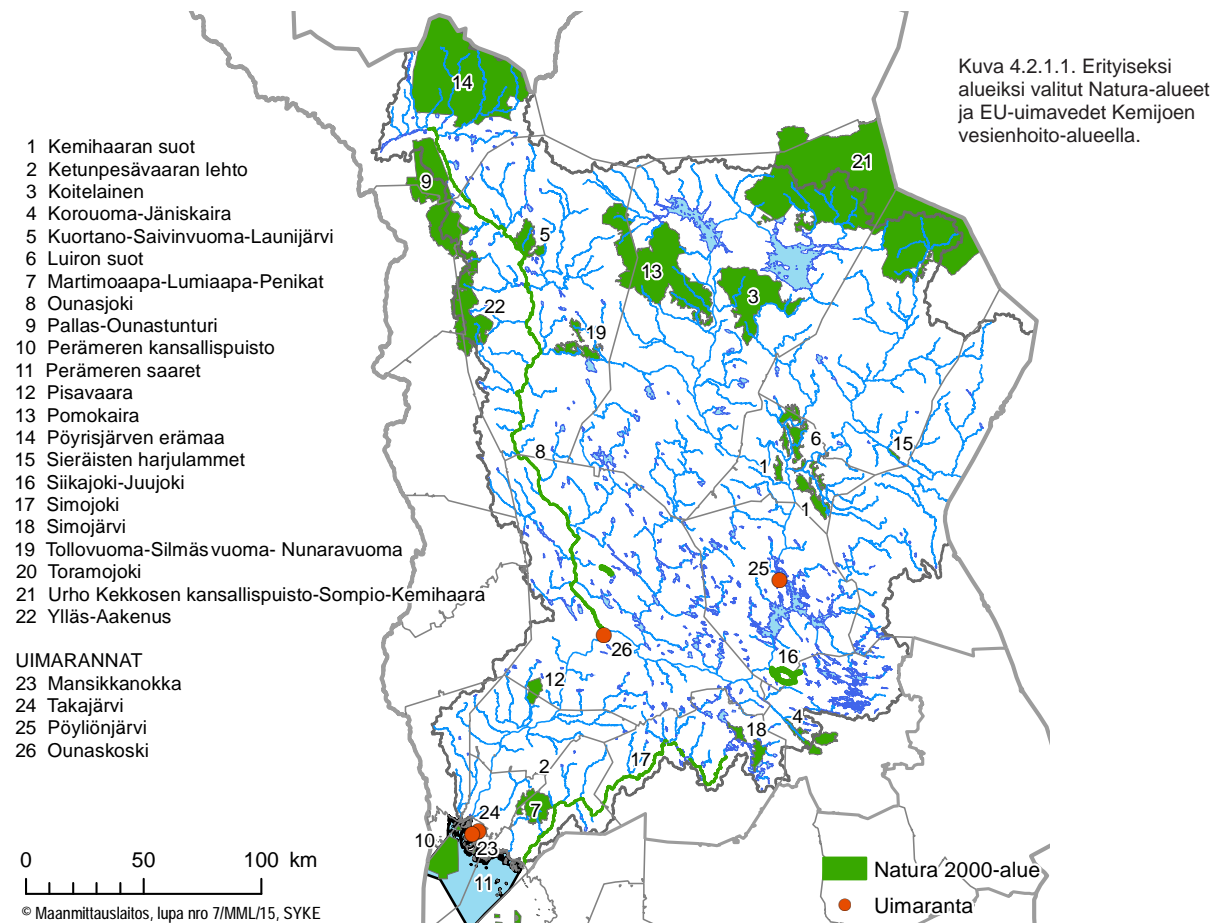 Kuva 4.2.1.1. Erityiseksi
alueiksi valitut Natura-alueet
ja EU-uimavedet Kemijoen
vesienhoito-alueella.
1 Kemihaaran suot
2 Ketunpesävaaran lehto
3 Koitelainen
4 Korouoma-Jäniskaira
5 Kuortano-Saivinvuoma-Launijärvi
6 Luiron suot
7 Martimoaapa-Lumiaapa-Penikat
8 Ounasjoki
9 Pallas-Ounastunturi
10 Perämeren kansallispuisto
11 Perämeren saaret
12 Pisavaara
13 Pomokaira
14 Pöyrisjärven erämaa
15 Sieräisten harjulammet
16 Siikajoki-Juujoki
17 Simojoki
18 Simojärvi
19 Tollovuoma-Silmäsvuoma- Nunaravuoma
20 Toramojoki
21 Urho Kekkosen kansallispuisto-Sompio-Kemihaara
22 Ylläs-Aakenus
UIMARANNAT
23 Mansikkanokka
24 Takajärvi
25 Pöyliönjärvi
26 Ounaskoski
14
21
9
5
13
3
22
19
8
6
15
1
1
25
26
16
12
4
18
17
2
7
24
10
23
11
0 50 100 km
Natura 2000-alue
Uimaranta
© Maanmittauslaitos, lupa nro 7/MML/15, SYKE